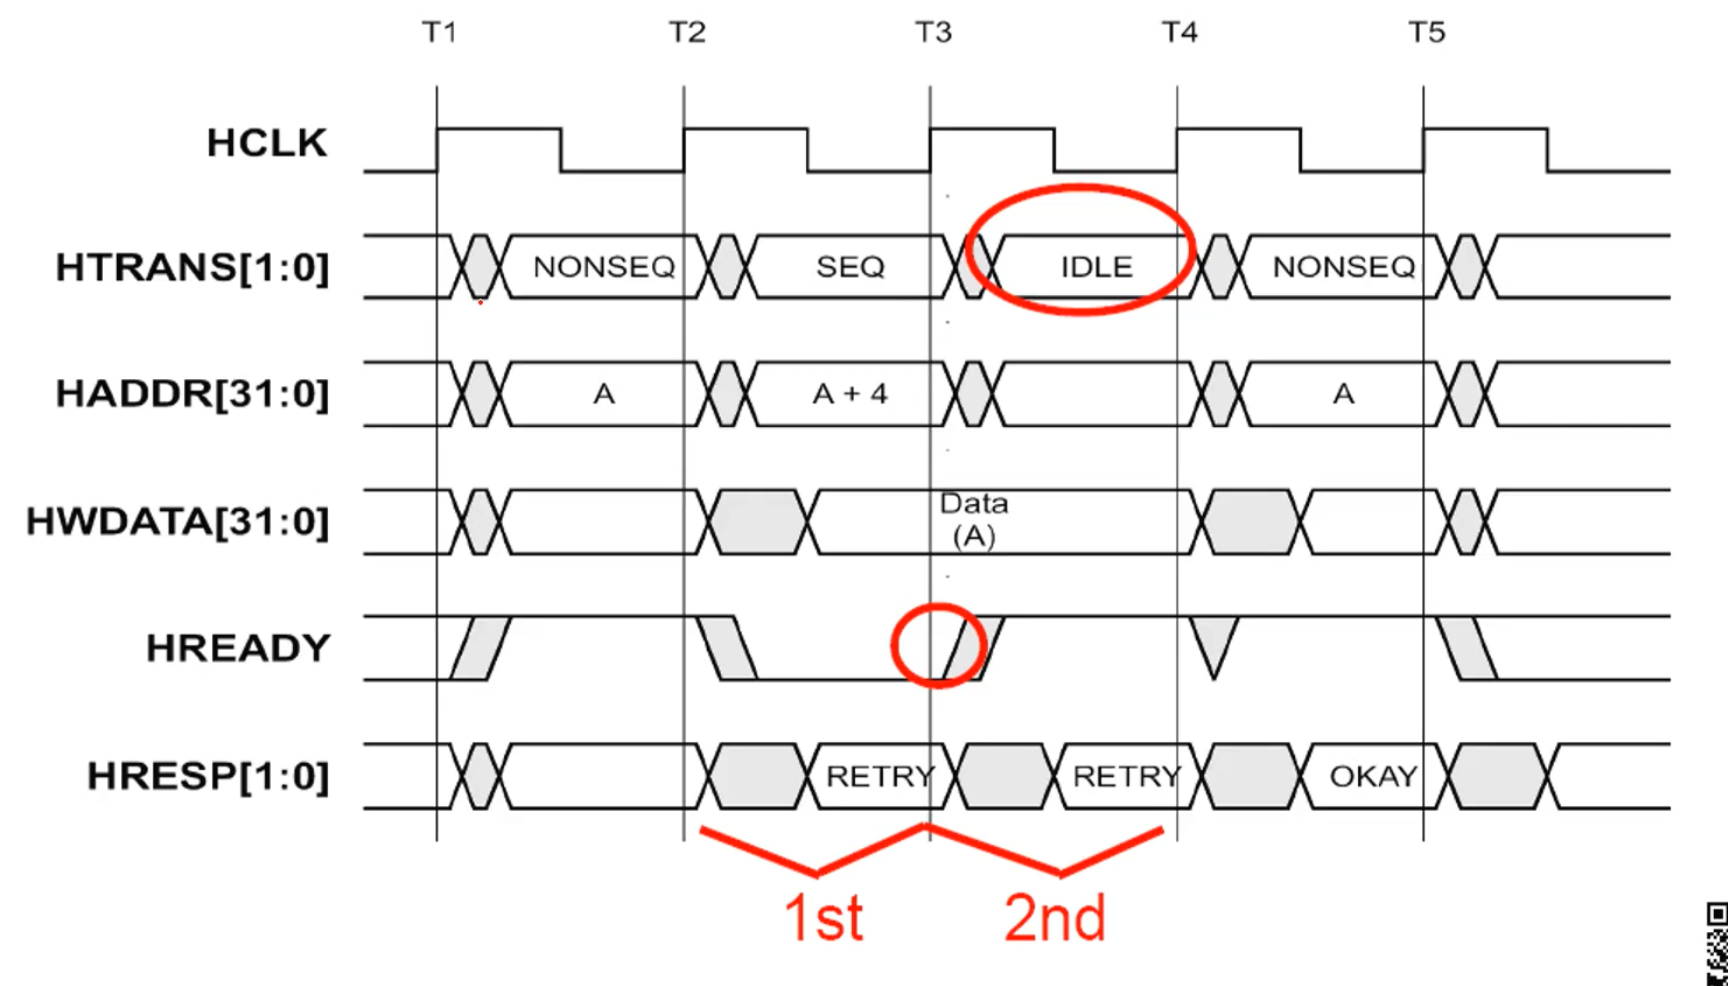 T1 T2 T3 T4 T5
HCLK
HTRANS[1:0] NONSEQ SEQ IDLE NONSEQ
HADDR[31:0] A A + 4 A
HWDATA[31:0] Data
(A)
HREADY
HRESP[1:0] RETRY RETRY OKAY
1st 2nd